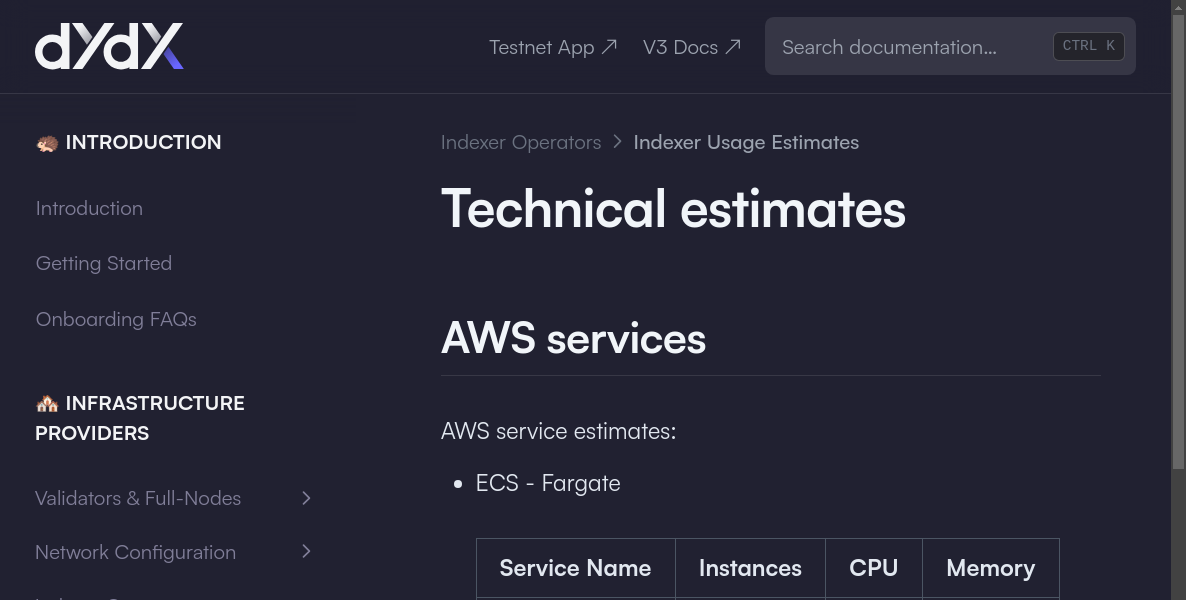 dYdX
Testnet App
V3 Docs
Search documentation...
CTRL K
INTRODUCTION
Introduction
Getting Started
Onboarding FAQs
INFRASTRUCTURE
PROVIDERS
Validators & Full-Nodes
Network Configuration
Indexer Operators > Indexer Usage Estimates
Technical estimates
AWS services
AWS service estimates:
• ECS - Fargate
Service Name Instances CPU Memory